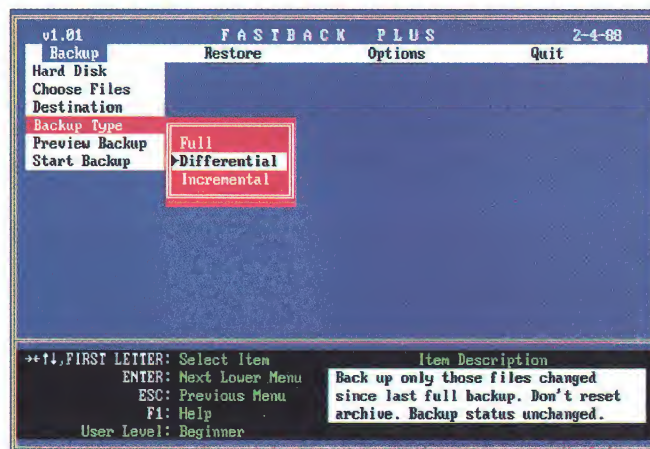 v1.01 FASTBACK PLUS 2-4-88
Backup Restore Options Quit
Hard Disk
Choose Files
Destination
Backup Type
Preview Backup
Start Backup
Full
►Differential
Incremental
→←↑↓,FIRST LETTER: Select Item
ENTER: Next Lower Menu
ESC: Previous Menu
F1: Help
User Level: Beginner
Item Description
Back up only those files changed
since last full backup. Don't reset
archive. Backup status unchanged.